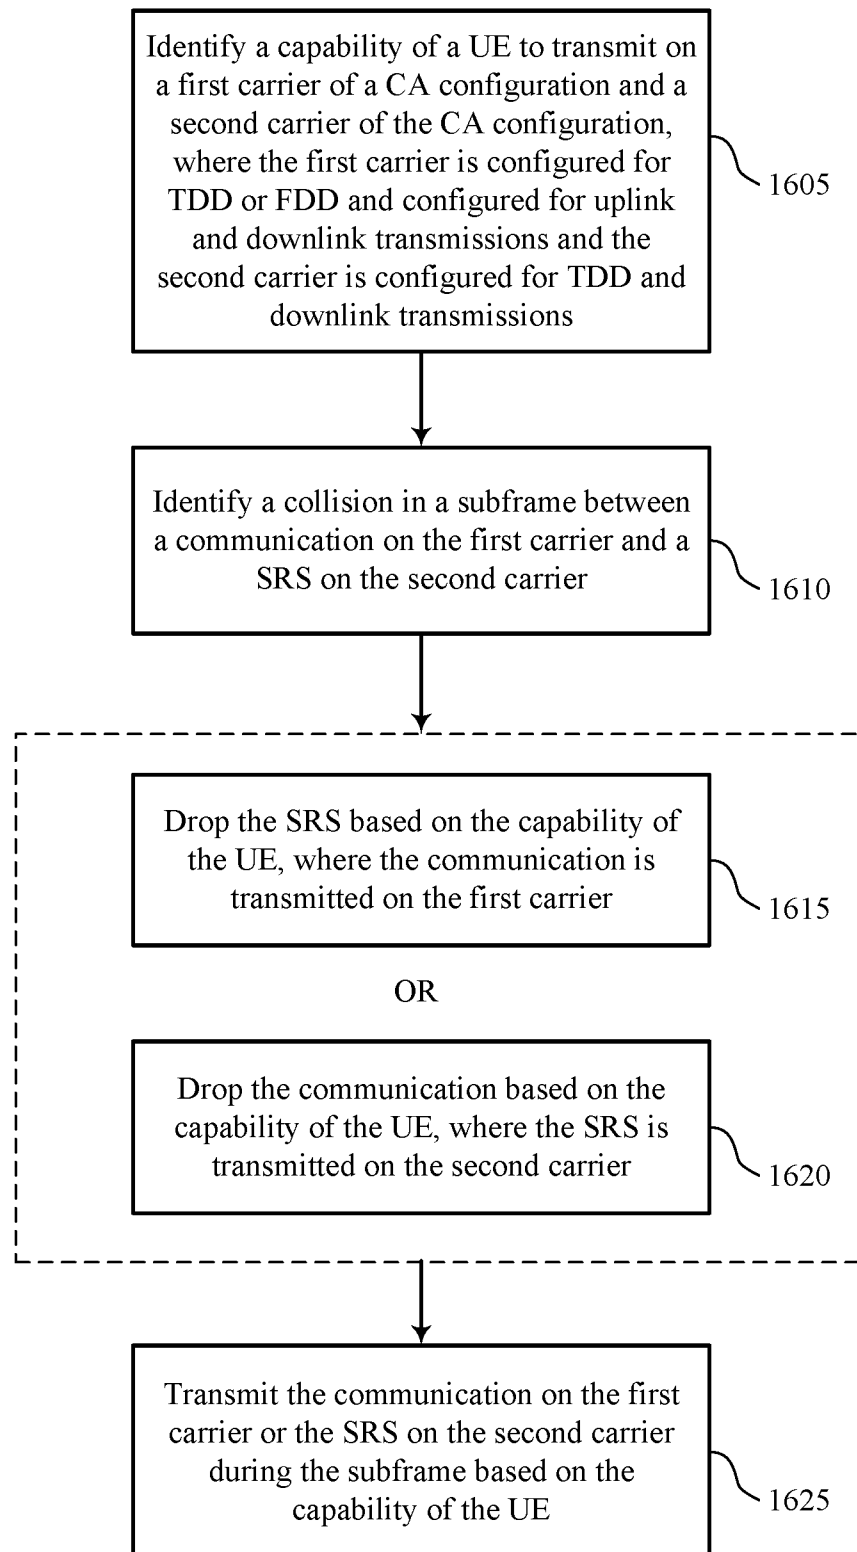 Identify a capability of a UE to transmit on
a first carrier of a CA configuration and a
second carrier of the CA configuration,
where the first carrier is configured for
TDD or FDD and configured for uplink
and downlink transmissions and the
second carrier is configured for TDD and
downlink transmissions
1605
Identify a collision in a subframe between
a communication on the first carrier and a
SRS on the second carrier
1610
Drop the SRS based on the capability of
the UE, where the communication is
transmitted on the first carrier
1615
OR
Drop the communication based on the
capability of the UE, where the SRS is
transmitted on the second carrier
1620
Transmit the communication on the first
carrier or the SRS on the second carrier
during the subframe based on the
capability of the UE
1625